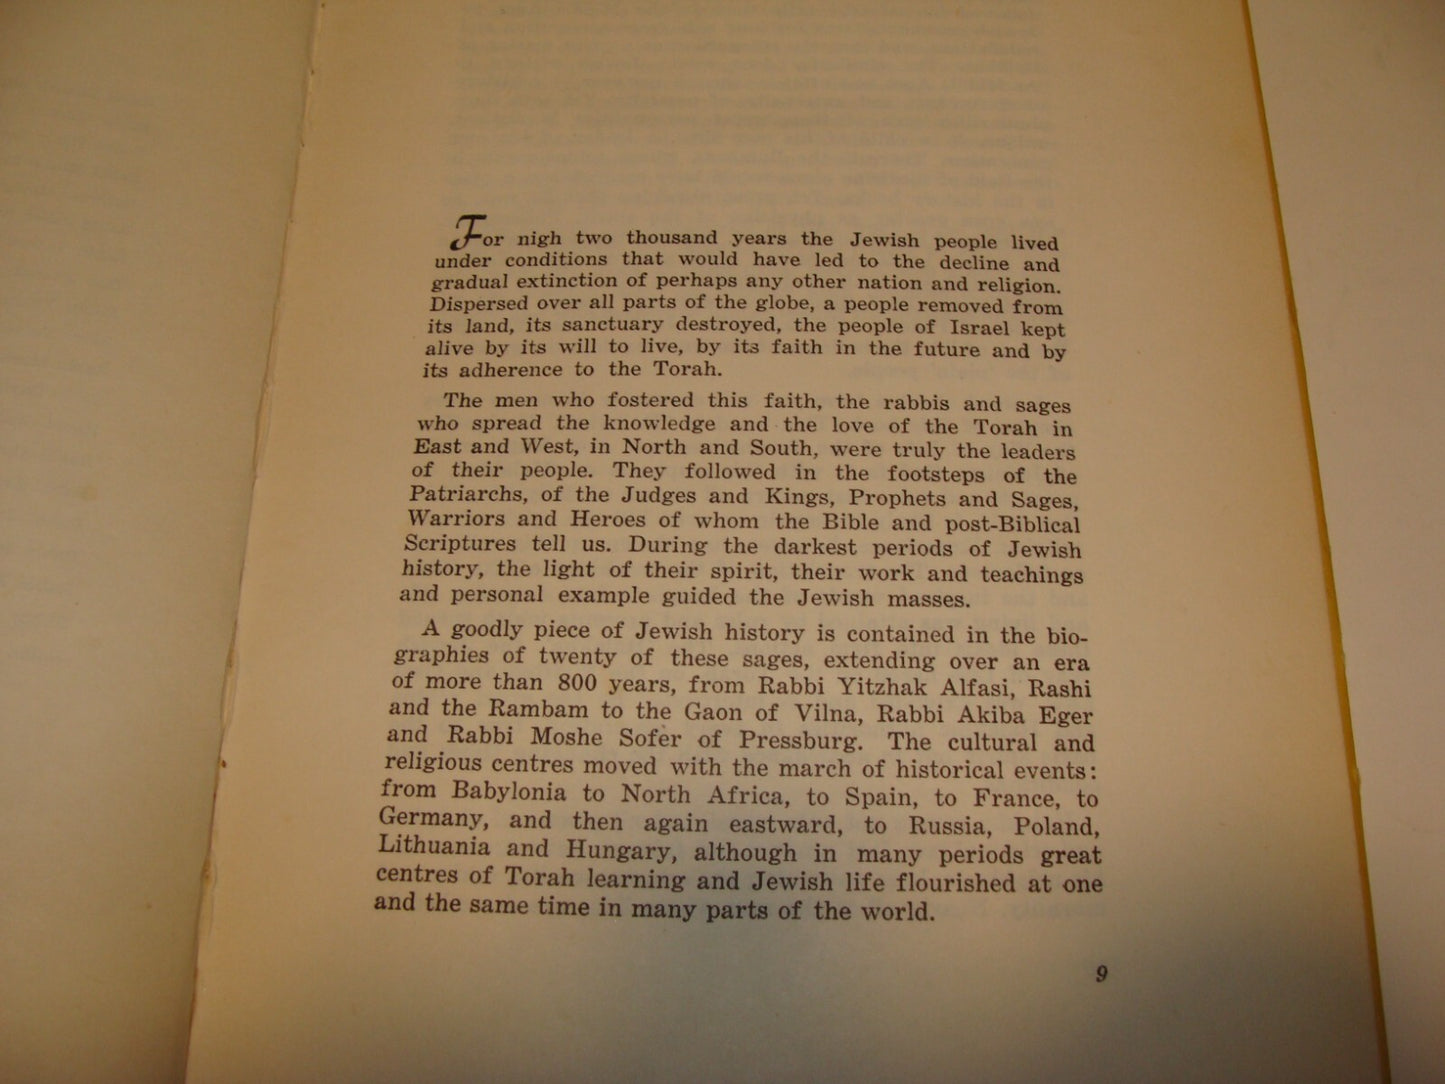 For nigh two thousand years the Jewish people lived
under conditions that would have led to the decline and
gradual extinction of perhaps any other nation and religion.
Dispersed over all parts of the globe, a people removed from
its land, its sanctuary destroyed, the people of Israel kept
alive by its will to live, by its faith in the future and by
its adherence to the Torah.
The men who fostered this faith, the rabbis and sages
who spread the knowledge and the love of the Torah in
East and West, in North and South, were truly the leaders
of their people. They followed in the footsteps of the
Patriarchs, of the Judges and Kings, Prophets and Sages,
Warriors and Heroes of whom the Bible and post-Biblical
Scriptures tell us. During the darkest periods of Jewish
history, the light of their spirit, their work and teachings
and personal example guided the Jewish masses.
A goodly piece of Jewish history is contained in the bio-
graphies of twenty of these sages, extending over an era
of more than 800 years, from Rabbi Yitzhak Alfasi, Rashi
and the Rambam to the Gaon of Vilna, Rabbi Akiba Eger
and Rabbi Moshe Sofer of Pressburg. The cultural and
religious centres moved with the march of historical events:
from Babylonia to North Africa, to Spain, to France, to
Germany, and then again eastward, to Russia, Poland,
Lithuania and Hungary, although in many periods great
centres of Torah learning and Jewish life flourished at one
and the same time in many parts of the world.
9